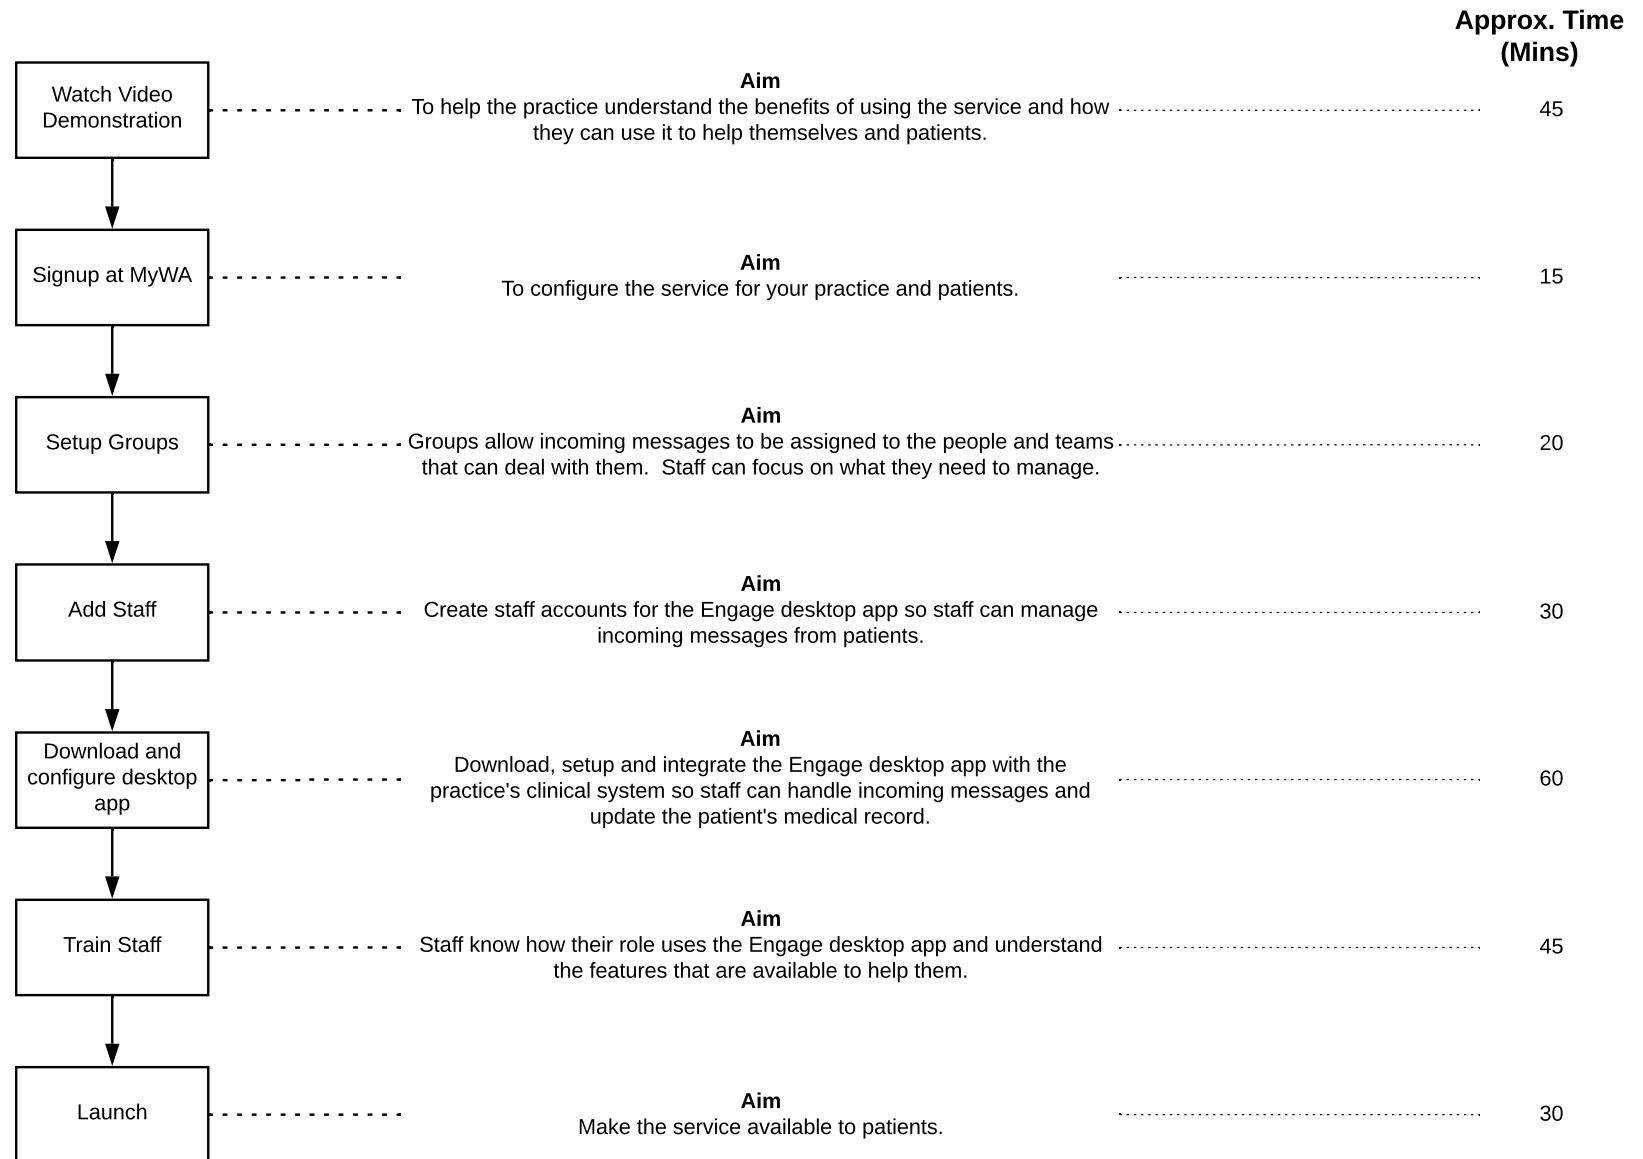 Approx. Time
(Mins)
Watch Video
Demonstration
Aim
To help the practice understand the benefits of using the service and how
they can use it to help themselves and patients.
45
Signup at MyWA
Aim
To configure the service for your practice and patients.
15
Setup Groups
Aim
Groups allow incoming messages to be assigned to the people and teams
that can deal with them.  Staff can focus on what they need to manage.
20
Add Staff
Aim
Create staff accounts for the Engage desktop app so staff can manage
incoming messages from patients.
30
Download and
configure desktop
app
Aim
Download, setup and integrate the Engage desktop app with the
practice's clinical system so staff can handle incoming messages and
update the patient's medical record.
60
Train Staff
Aim
Staff know how their role uses the Engage desktop app and understand
the features that are available to help them.
45
Launch
Aim
Make the service available to patients.
30